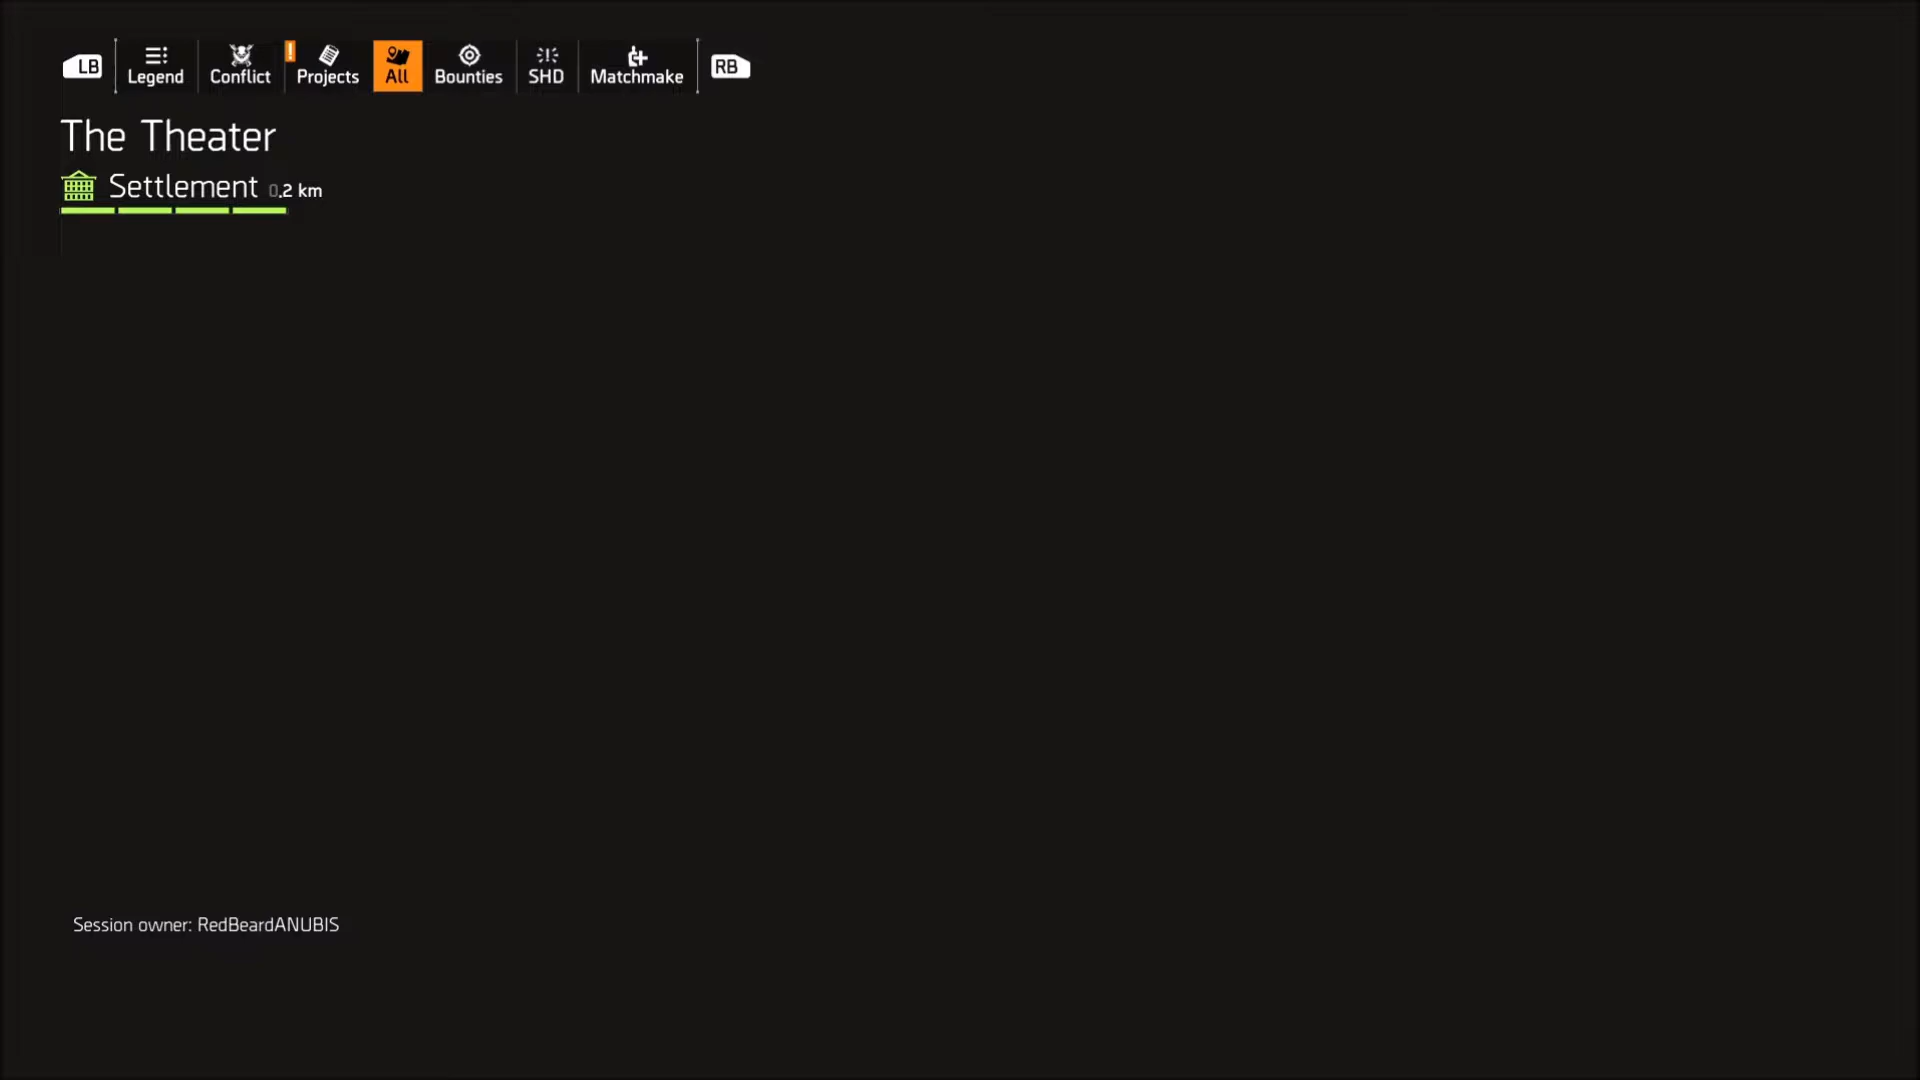 LB Legend Conflict ! Projects All Bounties SHD Matchmake RB
The Theater
Settlement 0.2 km
Session owner: RedBeardANUBIS